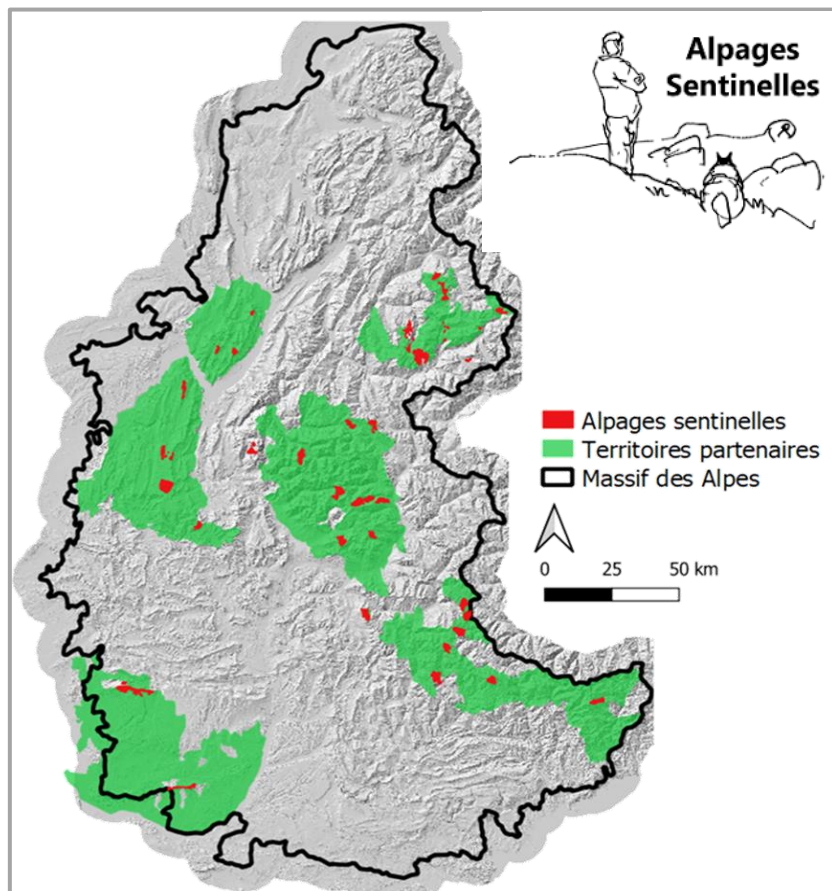 Alpages
Sentinelles
Alpages sentinelles
Territoires partenaires
Massif des Alpes
0 25 50 km